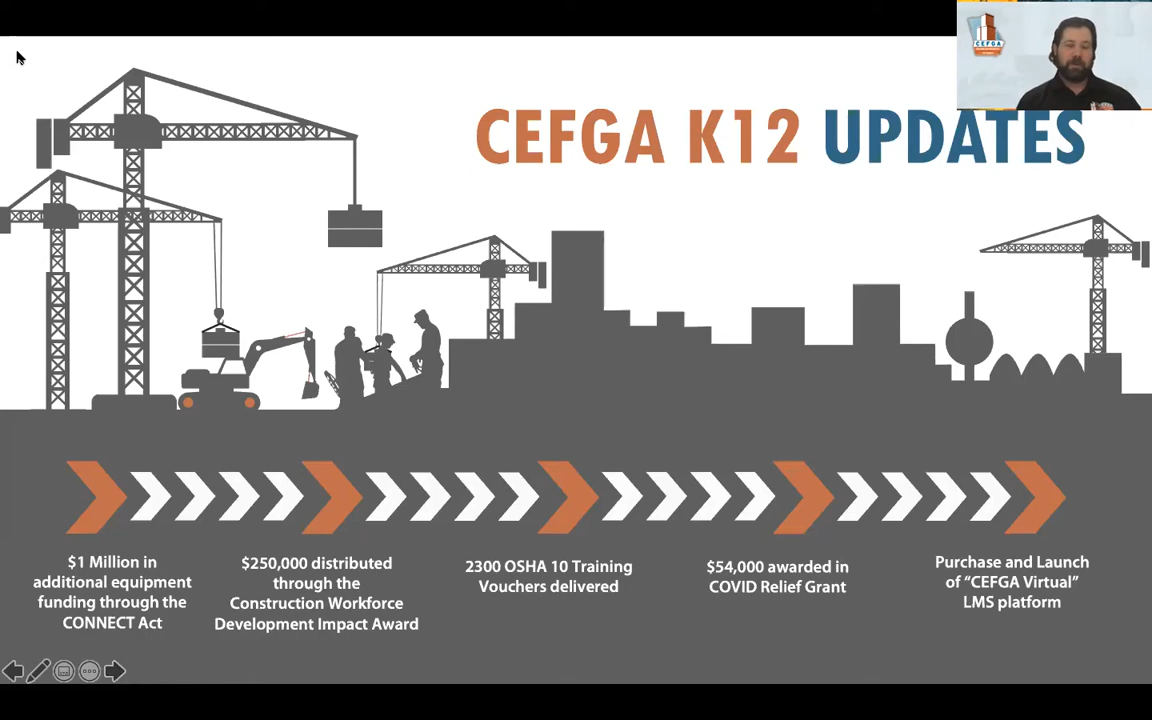 CEFGA
CEFGA K12 UPDATES
$1 Million in
additional equipment
funding through the
CONNECT Act
$250,000 distributed
through the
Construction Workforce
Development Impact Award
2300 OSHA 10 Training
Vouchers delivered
$54,000 awarded in
COVID Relief Grant
Purchase and Launch
of “CEFGA Virtual”
LMS platform